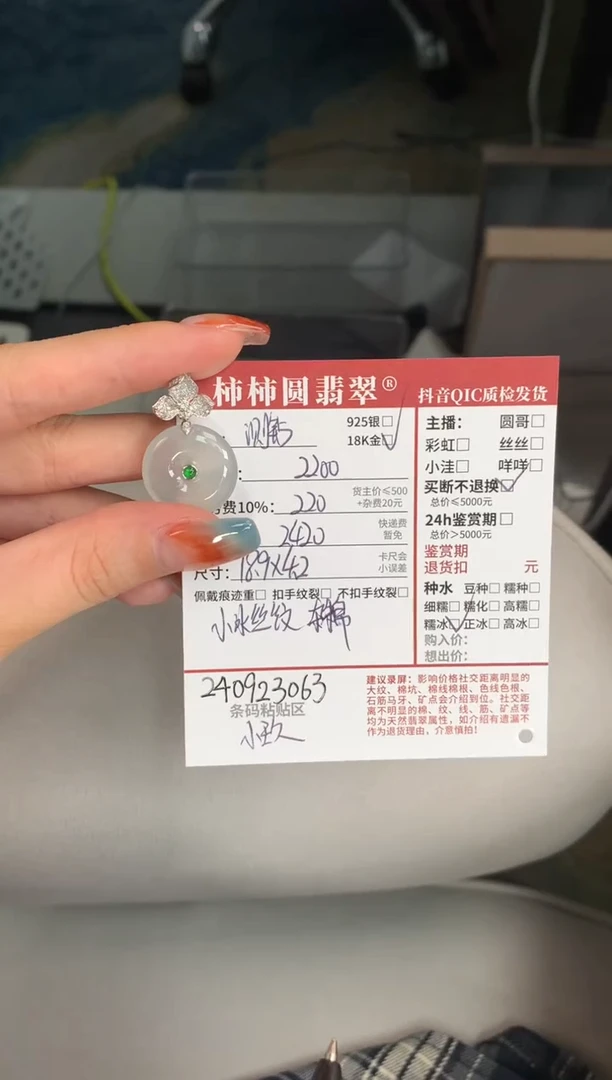 柿柿圆翡翠®
抖音QIC质检发货
925银□
18K金□
: 2200
费10%: 220
货主价≤500
+杂费20元
2420
快递费
暂免
尺寸: 18.9×4.2
卡尺会
小误差
佩戴痕迹重□ 扣手纹裂□ 不扣手纹裂□
小冰丝纹 棉
240923063
条码粘贴区
主播: 圆哥□
彩虹□ 丝丝□
小洼□ 咩咩□
买断不退换□
总价≤5000元
24h鉴赏期□
总价>5000元
鉴赏期
退货扣 元
种水 豆种□ 糯种□
细糯□ 糯化□ 高糯□
糯冰□ 正冰□ 高冰□
购入价:
想出价:
建议录屏: 影响价格社交距离明显的
大纹、棉坑、棉线棉根、色线色根、
石筋马牙、矿点会介绍到位。社交距
离不明显的棉、纹、线、筋、矿点等
均为天然翡翠属性，如介绍有遗漏不
作为退货理由，介意慎拍!